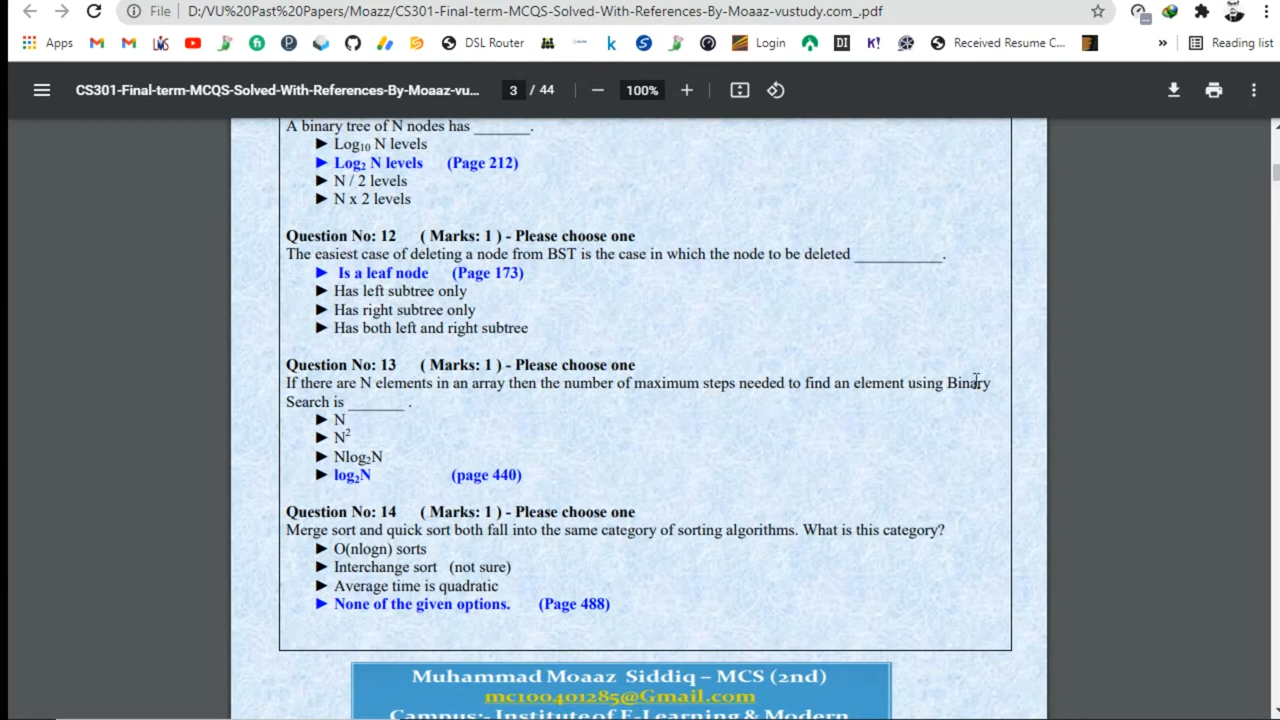 File D:/VU%20Past%20Papers/Moazz/CS301-Final-term-MCQS-Solved-With-References-By-Moaaz-vustudy.com_.pdf
Apps DSL Router Login Received Resume C... » Reading list
CS301-Final-term-MCQS-Solved-With-References-By-Moaaz-vu... 3 / 44 — 100% +
A binary tree of N nodes has _______.
► Log10 N levels
► Log2 N levels (Page 212)
► N / 2 levels
► N x 2 levels
Question No: 12 ( Marks: 1 ) - Please choose one
The easiest case of deleting a node from BST is the case in which the node to be deleted ___________.
► Is a leaf node (Page 173)
► Has left subtree only
► Has right subtree only
► Has both left and right subtree
Question No: 13 ( Marks: 1 ) - Please choose one
If there are N elements in an array then the number of maximum steps needed to find an element using Binary
Search is _______ .
► N
► N²
► Nlog2N
► log2N (page 440)
Question No: 14 ( Marks: 1 ) - Please choose one
Merge sort and quick sort both fall into the same category of sorting algorithms. What is this category?
► O(nlogn) sorts
► Interchange sort (not sure)
► Average time is quadratic
► None of the given options. (Page 488)
Muhammad Moaaz Siddiq – MCS (2nd)
mc100401285@Gmail.com
Campus:- Institute of E-Learning & Modern